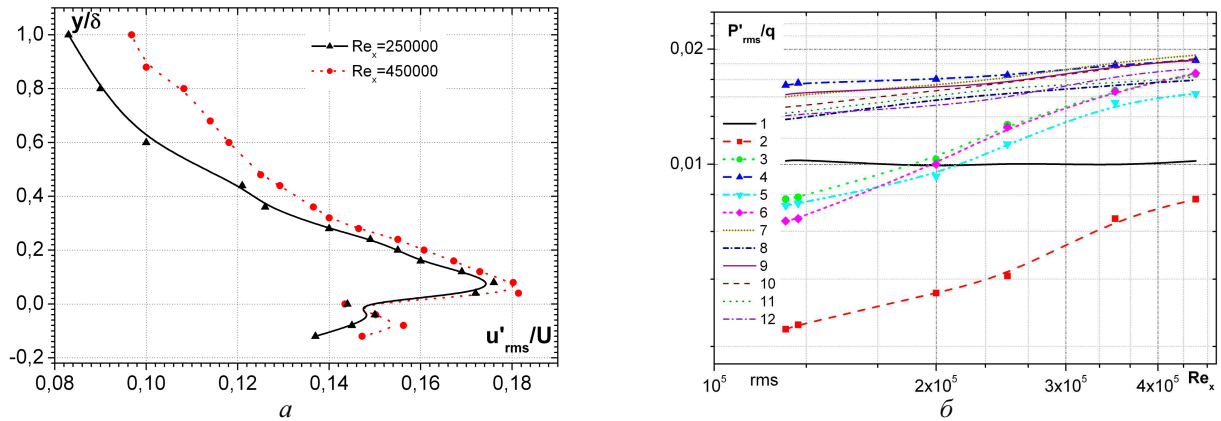 y/δ
1,0
0,8
0,6
0,4
0,2
0,0
-0,2
Re_x=250000
Re_x=450000
u'_rms/U
0,08 0,10 0,12 0,14 0,16 0,18
а
P'_rms/q
0,02
0,01
1
2
3
4
5
6
7
8
9
10
11
12
10^5 rms 2x10^5 3x10^5 4x10^5 Re_x
б